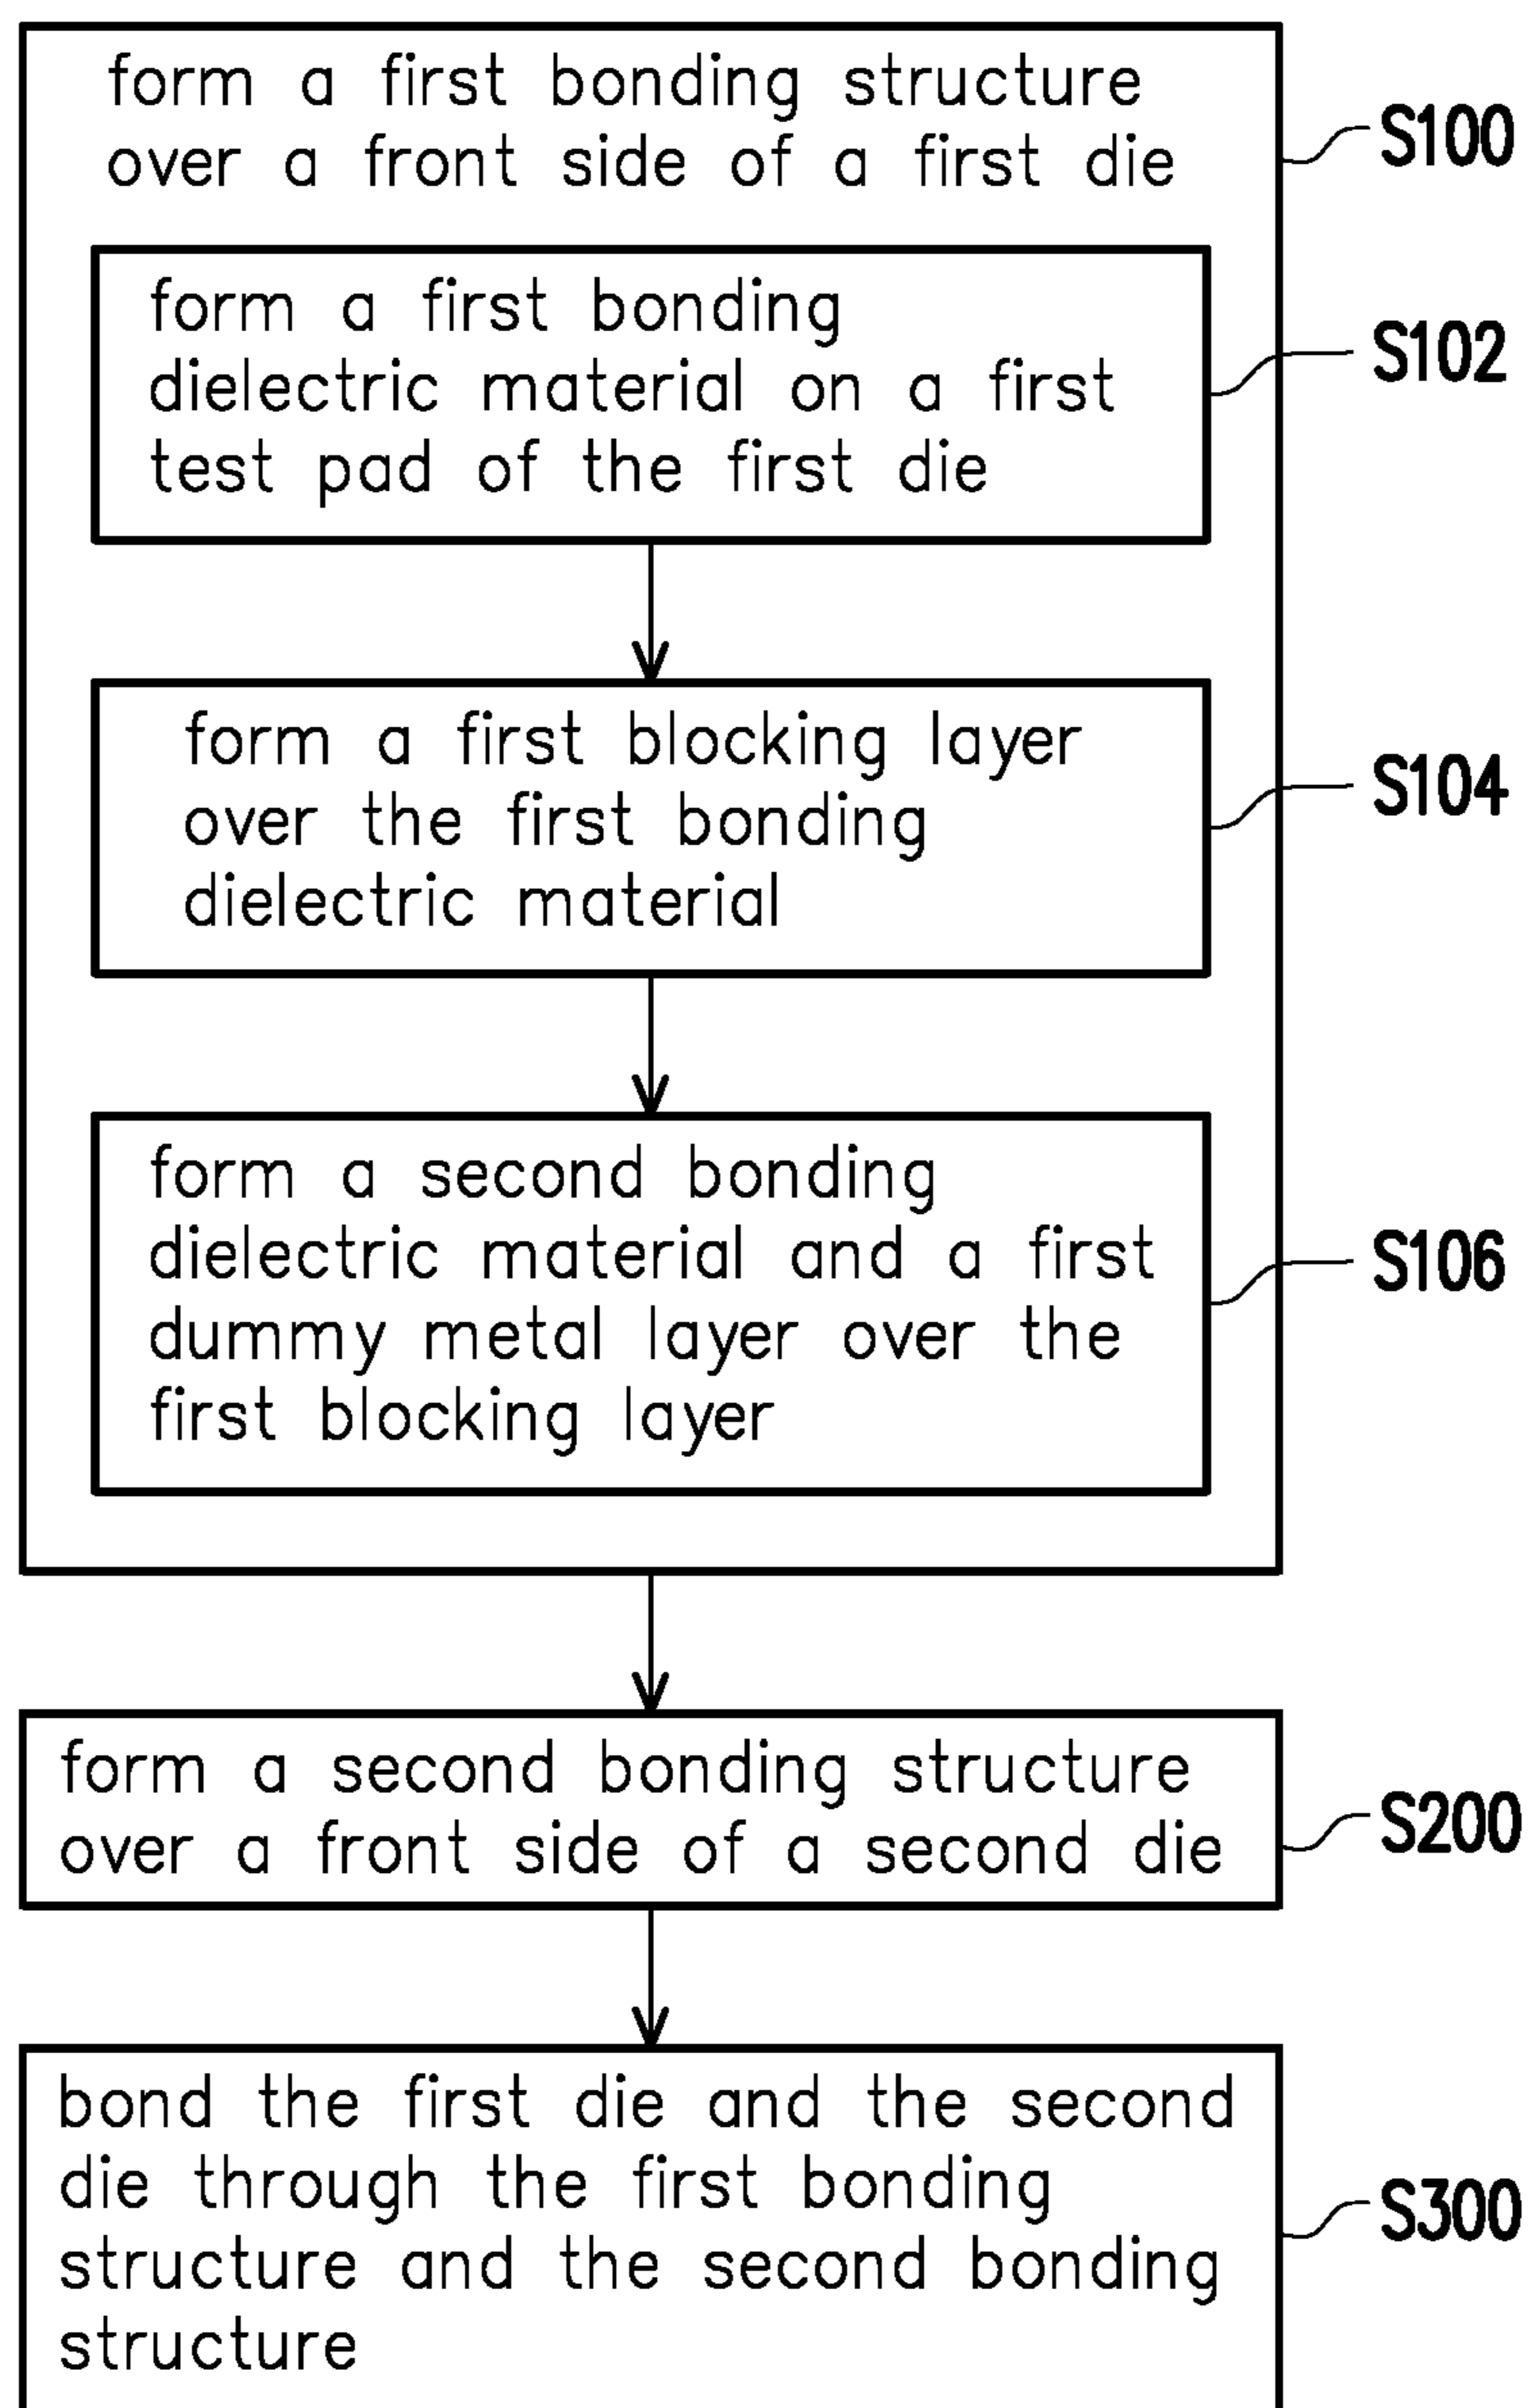 form a first bonding structure
over a front side of a first die
S100
form a first bonding
dielectric material on a first
test pad of the first die
S102
form a first blocking layer
over the first bonding
dielectric material
S104
form a second bonding
dielectric material and a first
dummy metal layer over the
first blocking layer
S106
form a second bonding structure
over a front side of a second die
S200
bond the first die and the second
die through the first bonding
structure and the second bonding
structure
S300